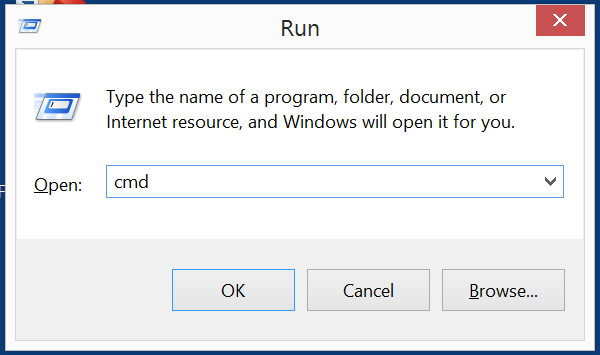 Run
Type the name of a program, folder, document, or
Internet resource, and Windows will open it for you.
Open:
cmd
OK
Cancel
Browse...